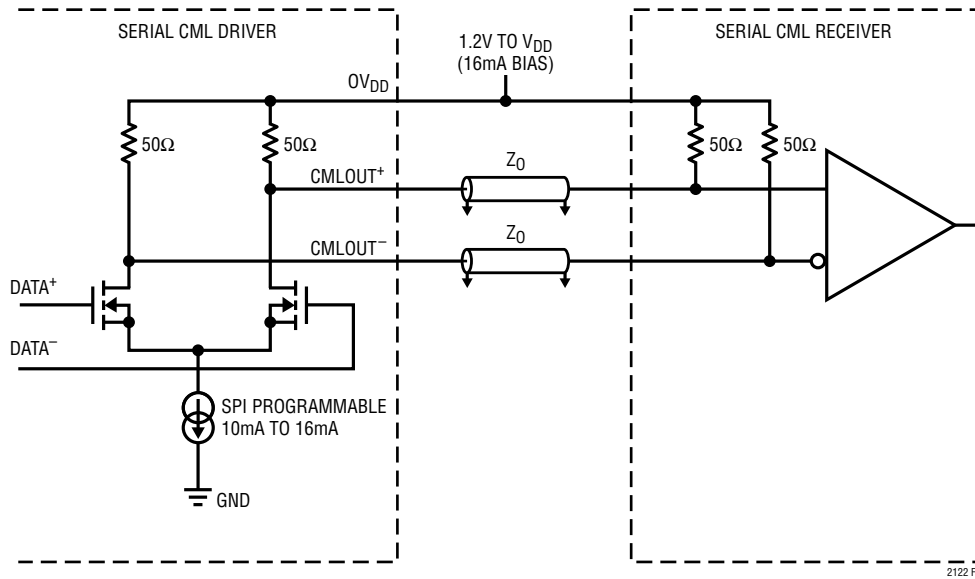 SERIAL CML DRIVER
1.2V TO VDD
(16mA BIAS)
SERIAL CML RECEIVER
OVDD
50Ω
50Ω
50Ω
50Ω
CMLOUT+
Z0
CMLOUT−
Z0
DATA+
DATA−
SPI PROGRAMMABLE
10mA TO 16mA
GND
2122 F